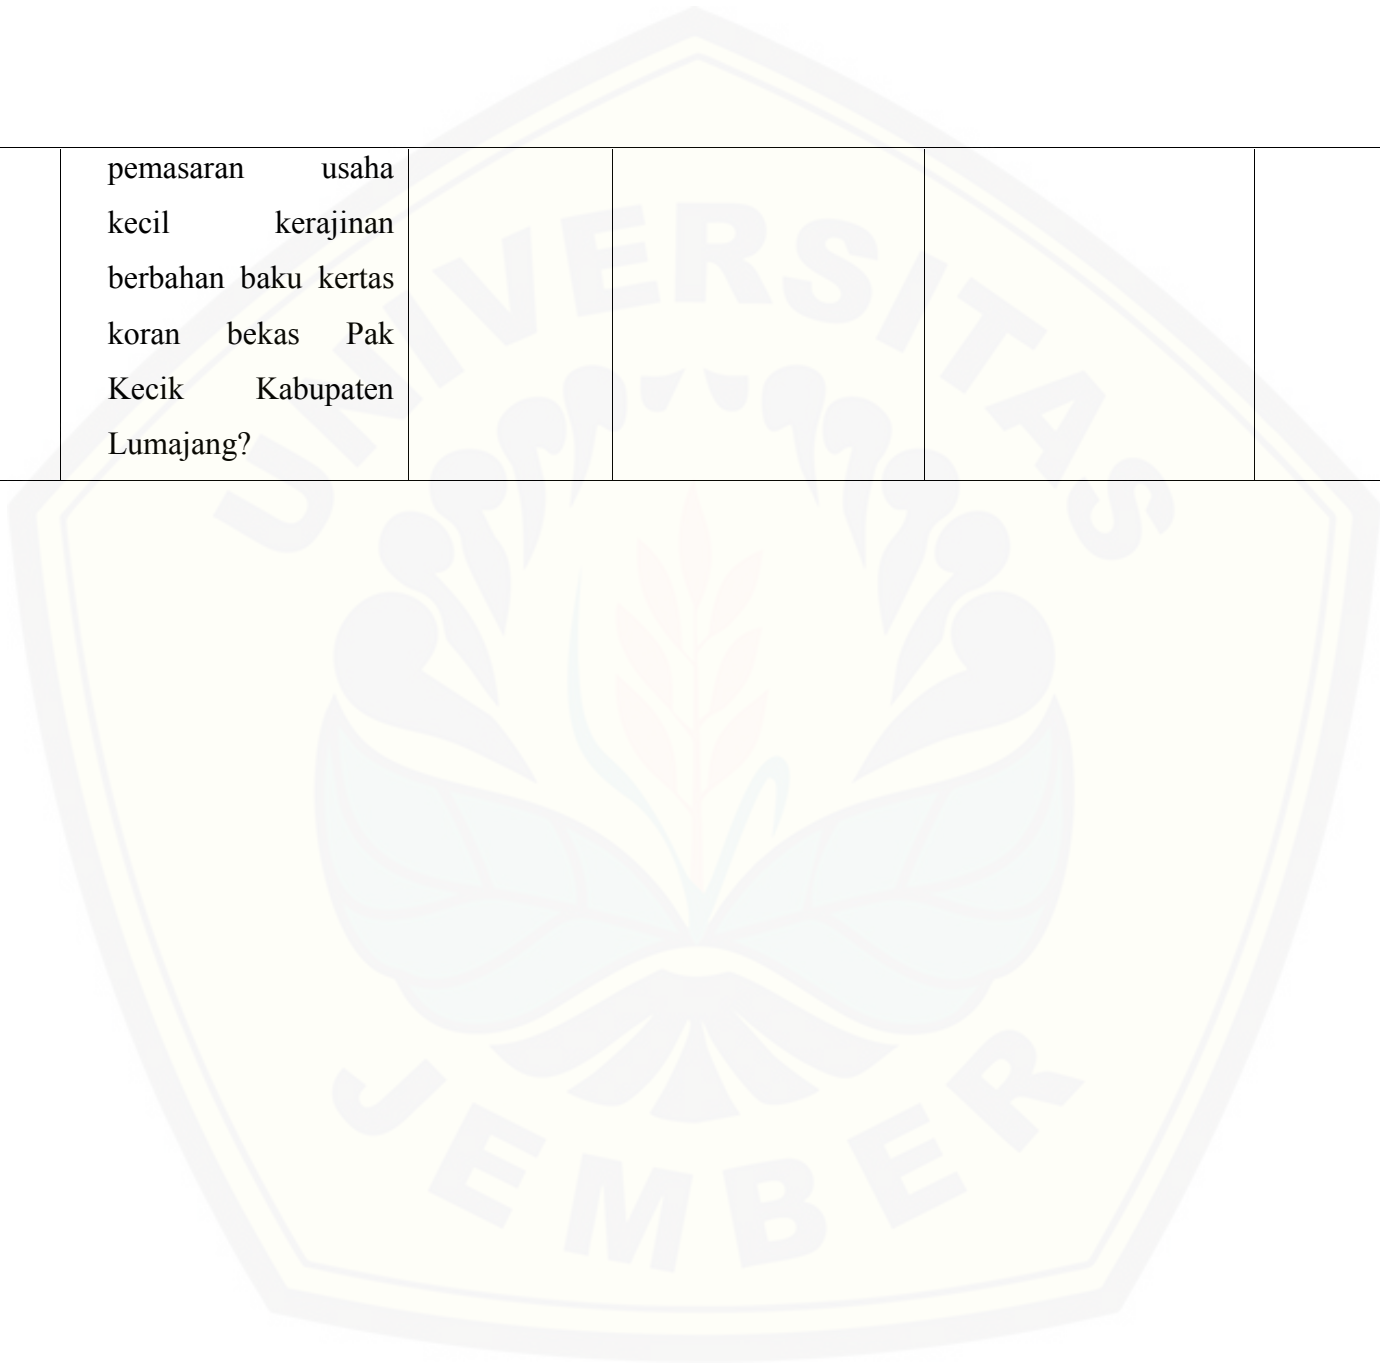 pemasaran usaha
kecil kerajinan
berbahan baku kertas
koran bekas Pak
Kecik Kabupaten
Lumajang?
UNIVERSITAS
JEMBER